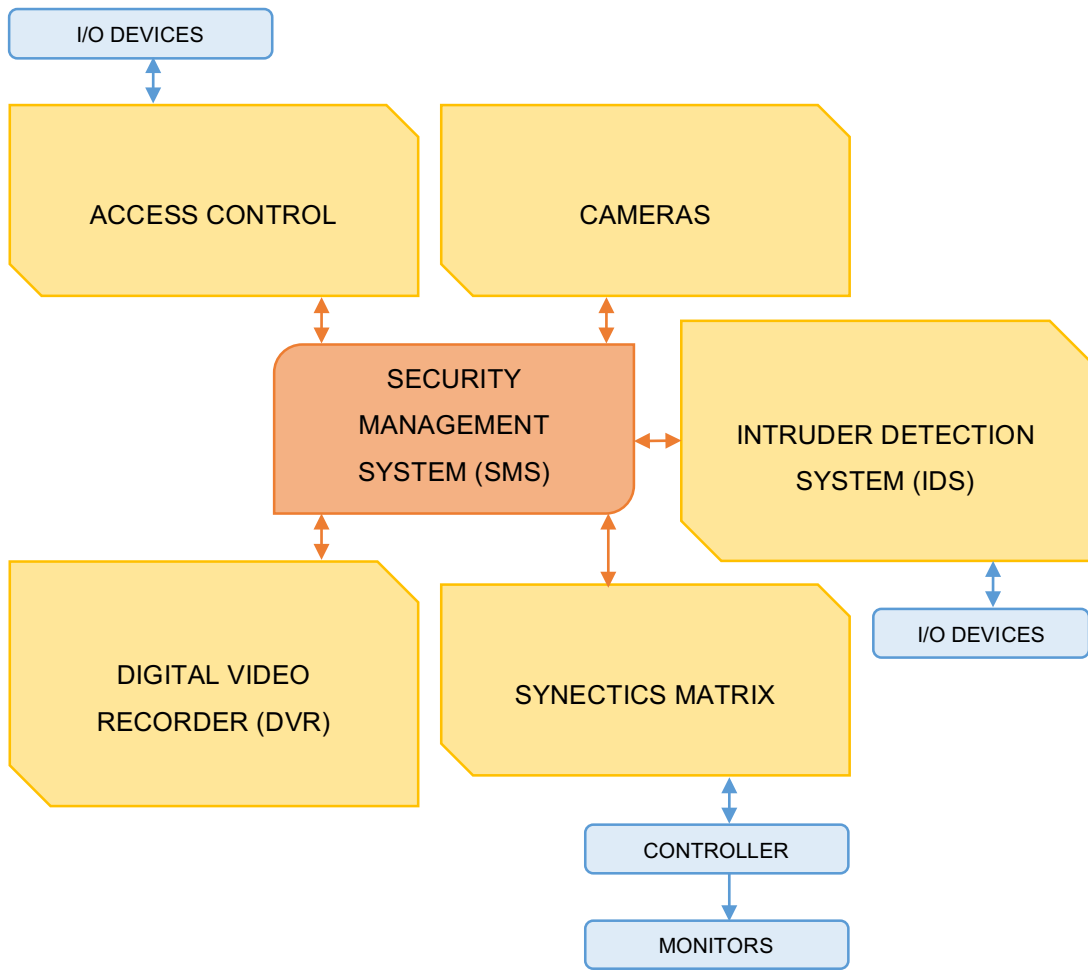 I/O DEVICES
ACCESS CONTROL
CAMERAS
SECURITY
MANAGEMENT
SYSTEM (SMS)
INTRUDER DETECTION
SYSTEM (IDS)
I/O DEVICES
DIGITAL VIDEO
RECORDER (DVR)
SYNECTICS MATRIX
CONTROLLER
MONITORS